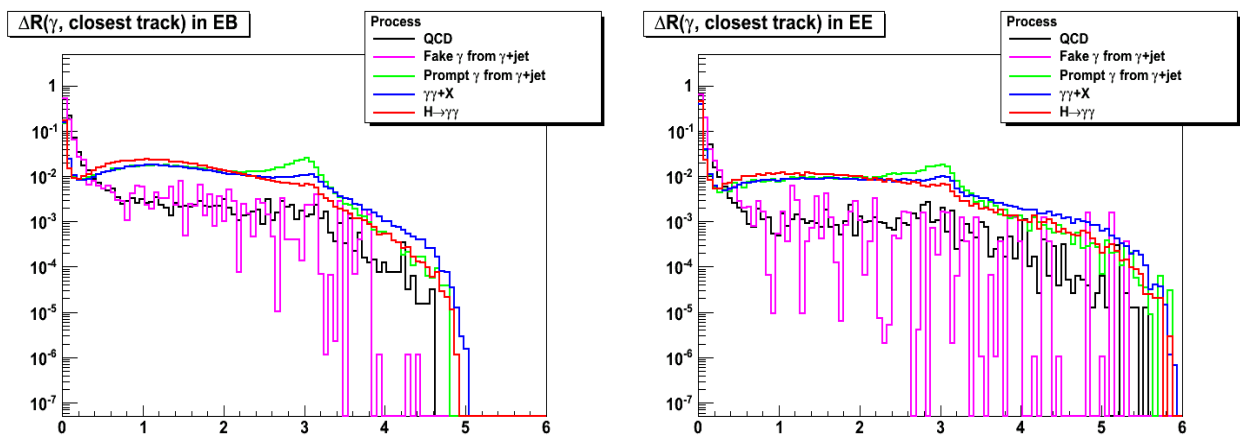 ΔR(γ, closest track) in EB
Process
QCD
Fake γ from γ+jet
Prompt γ from γ+jet
γγ+X
H→γγ
1
10⁻¹
10⁻²
10⁻³
10⁻⁴
10⁻⁵
10⁻⁶
10⁻⁷
0 1 2 3 4 5 6
ΔR(γ, closest track) in EE
Process
QCD
Fake γ from γ+jet
Prompt γ from γ+jet
γγ+X
H→γγ
1
10⁻¹
10⁻²
10⁻³
10⁻⁴
10⁻⁵
10⁻⁶
10⁻⁷
0 1 2 3 4 5 6